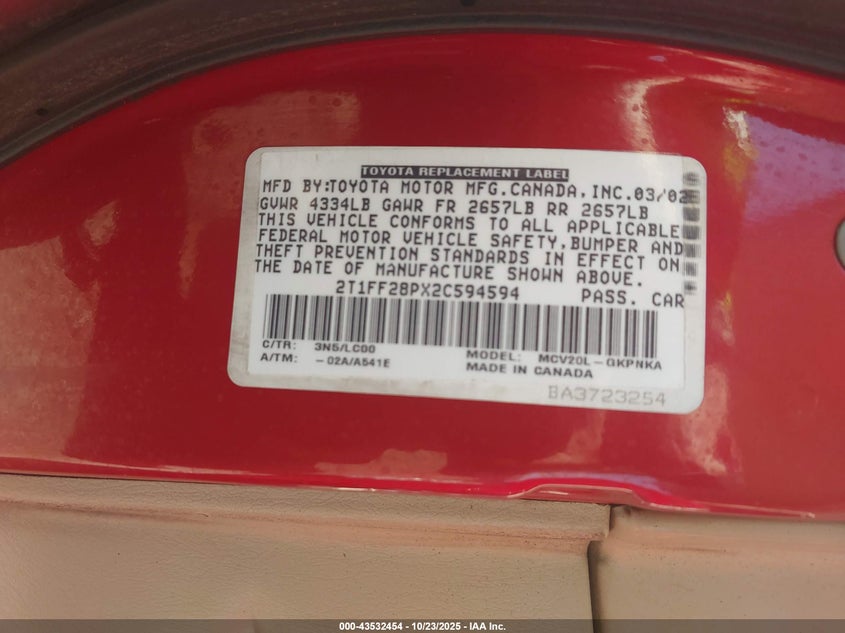 TOYOTA REPLACEMENT LABEL
MFD BY:TOYOTA MOTOR MFG.CANADA,INC.03/02
GVWR 4334LB GAWR FR 2657LB RR 2657LB
THIS VEHICLE CONFORMS TO ALL APPLICABLE
FEDERAL MOTOR VEHICLE SAFETY,BUMPER AND
THEFT PREVENTION STANDARDS IN EFFECT ON
THE DATE OF MANUFACTURE SHOWN ABOVE.
2T1FF28PX2C594594 PASS. CAR
C/TR: 3N5/LC00 MODEL: MCV20L-GKPNKA
A/TM: -02A/A541E MADE IN CANADA
BA3723254
000-43532454 - 10/23/2025 - IAA Inc.